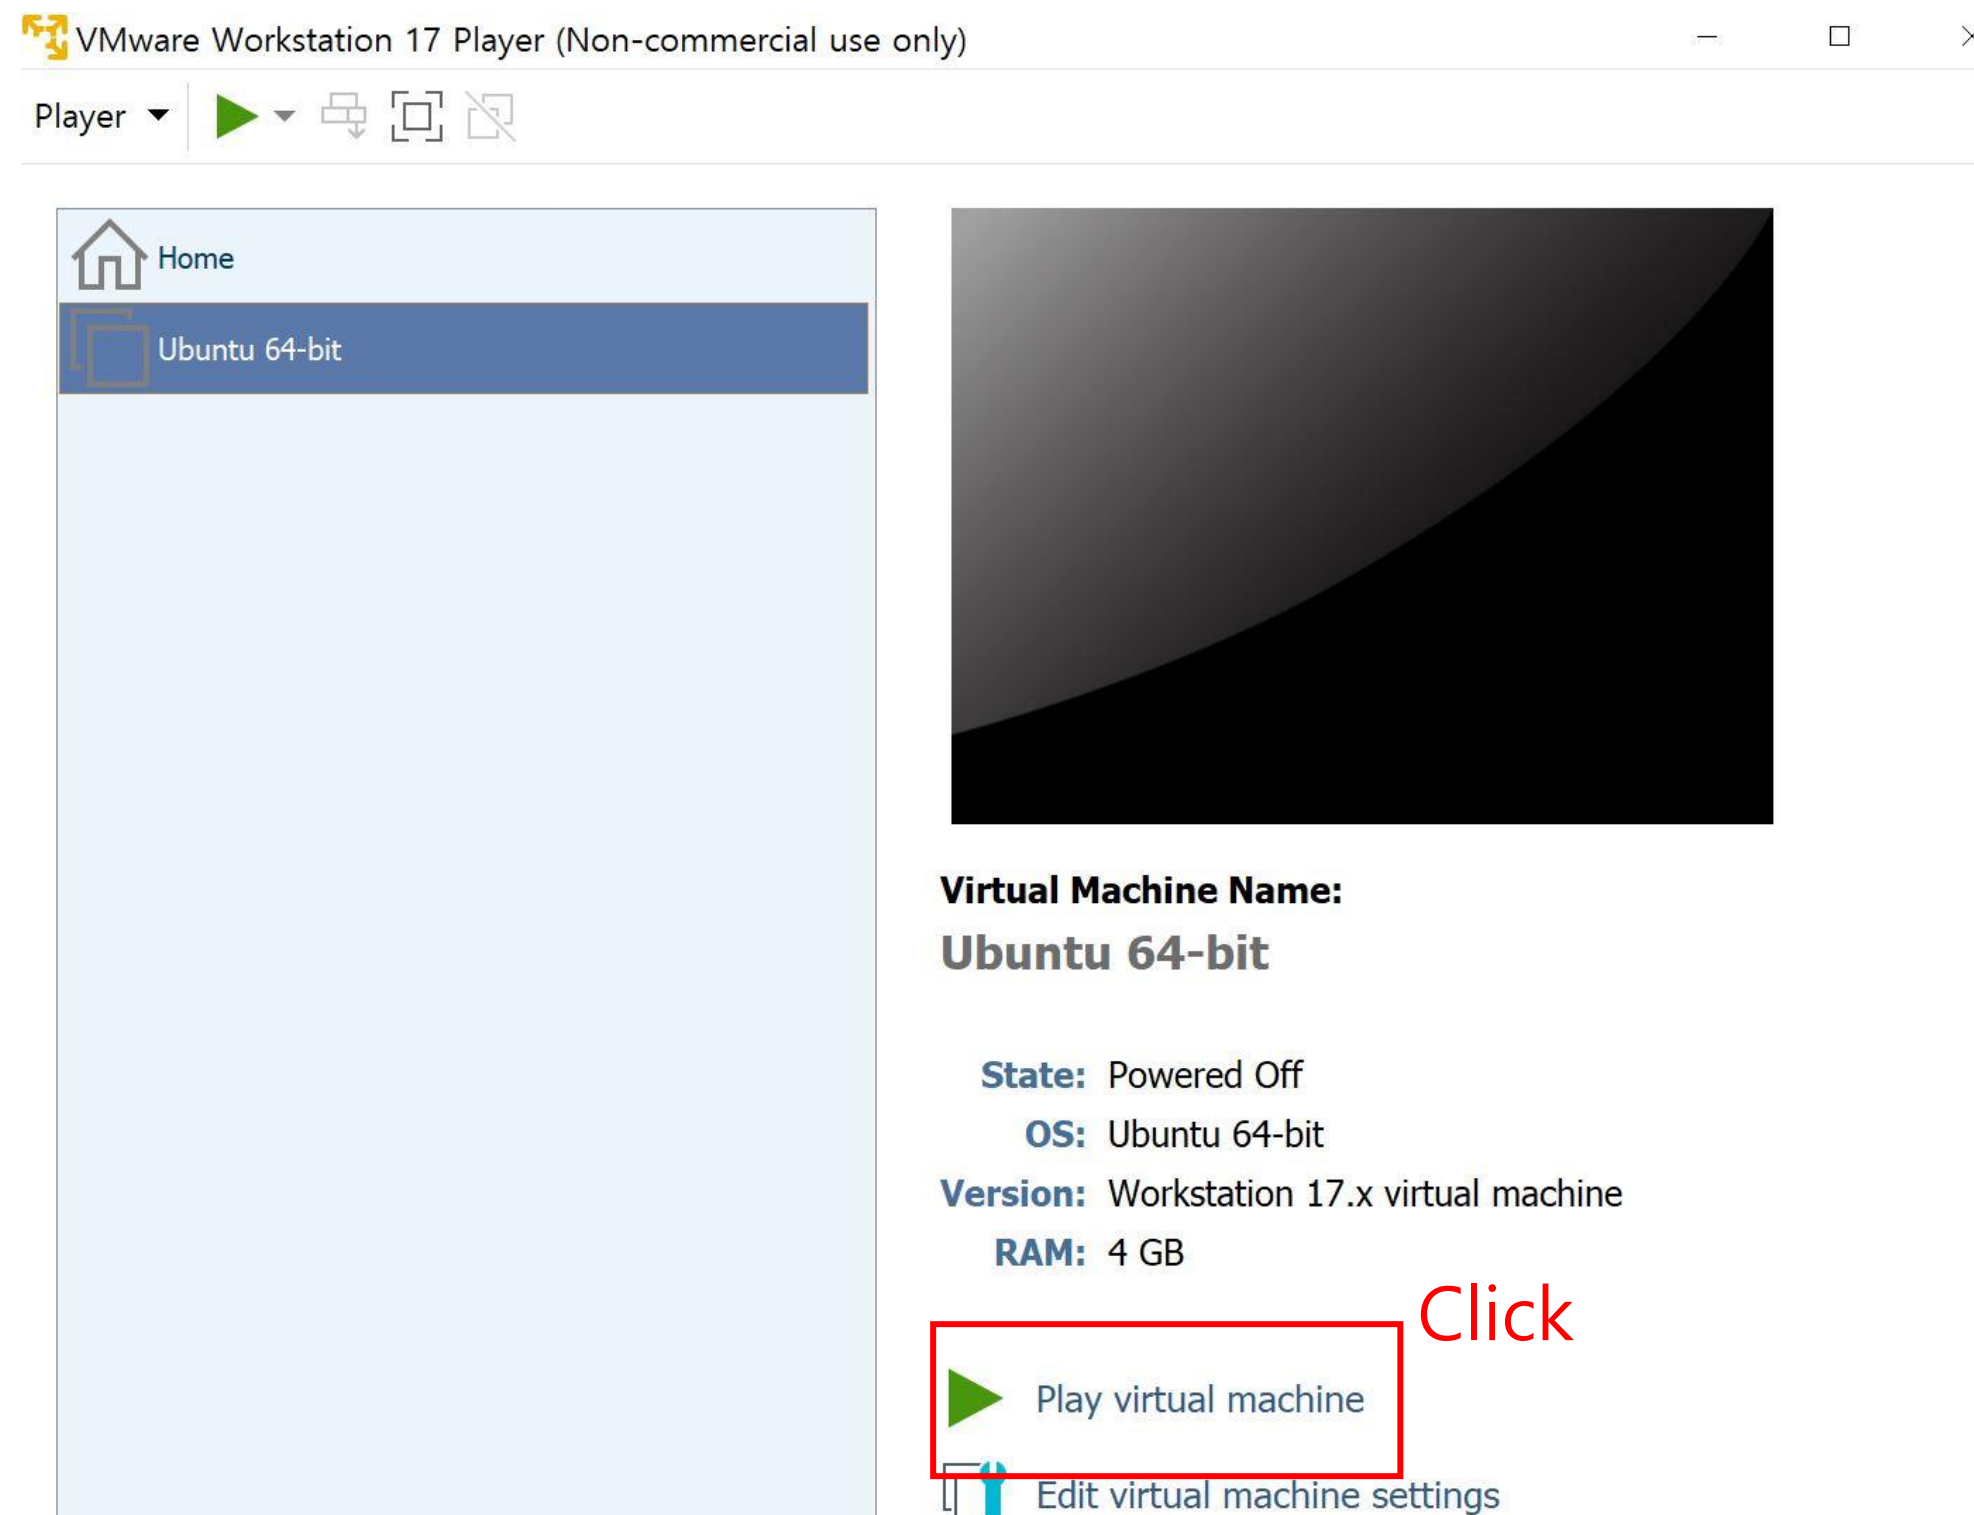 VMware Workstation 17 Player (Non-commercial use only)
Player
Home
Ubuntu 64-bit
Virtual Machine Name:
Ubuntu 64-bit
State: Powered Off
OS: Ubuntu 64-bit
Version: Workstation 17.x virtual machine
RAM: 4 GB
Click
Play virtual machine
Edit virtual machine settings